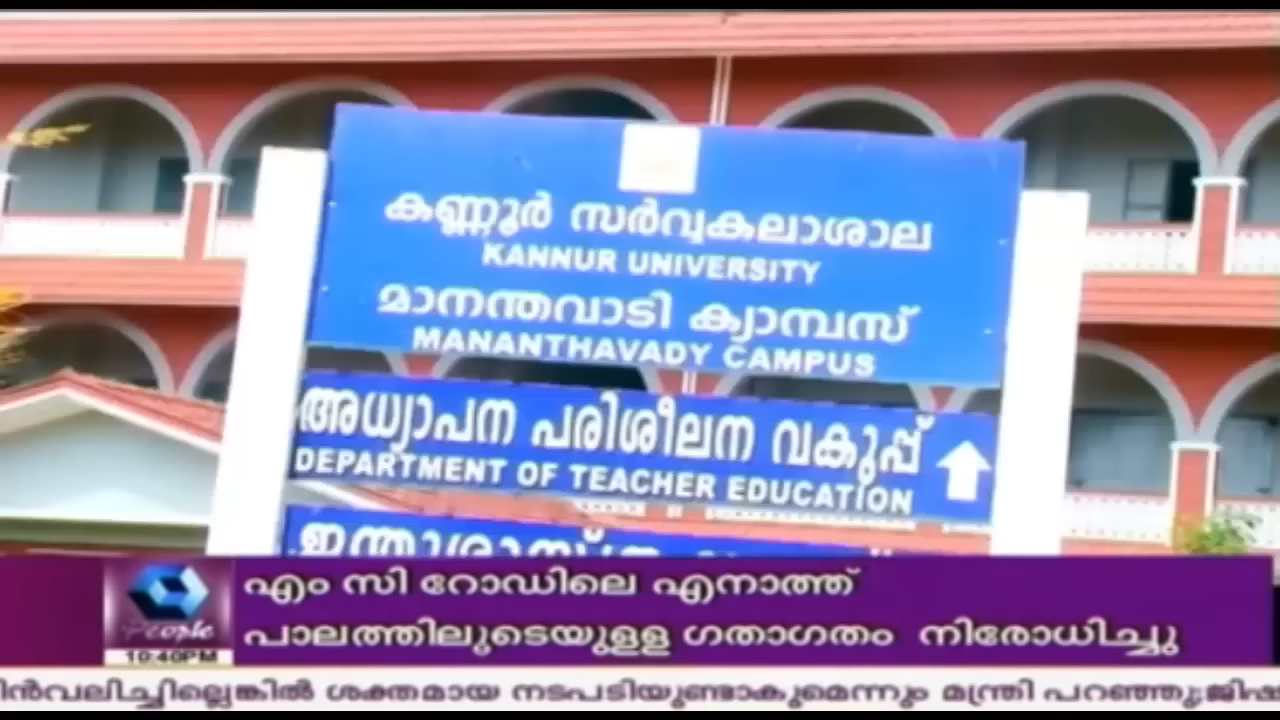 കണ്ണൂർ സർവ്വകലാശാല
KANNUR UNIVERSITY
മാനന്തവാടി ക്യാമ്പസ്
MANANTHAVADY CAMPUS
അധ്യാപന പരിശീലന വകുപ്പ്
DEPARTMENT OF TEACHER EDUCATION
എം സി റോഡിലെ എനാത്ത്
പാലത്തിലുടെയുളള ഗതാഗതം നിരോധിച്ചു
People
10:40PM
ശക്തമായ നടപടിയുണ്ടാകുമെന്നും മന്ത്രി പറഞ്ഞു;